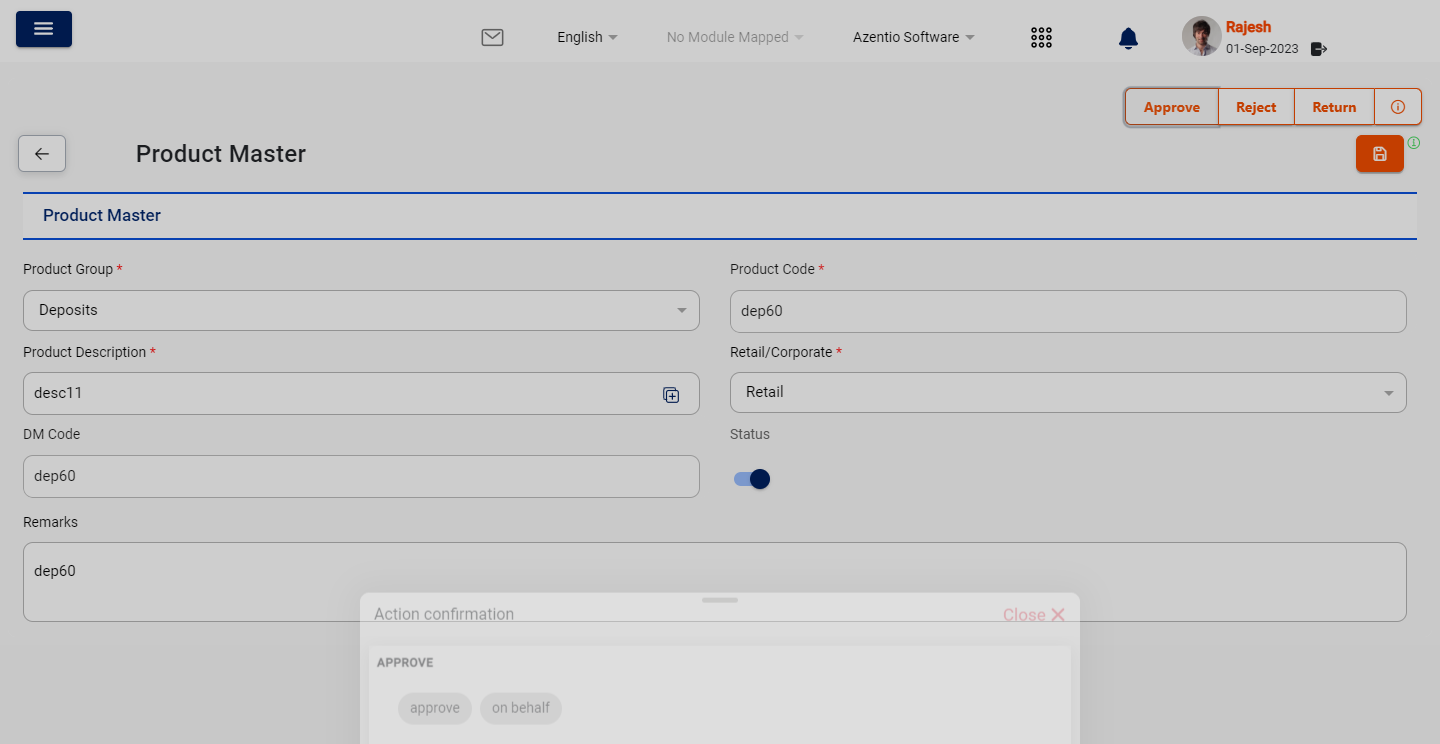 English
No Module Mapped
Azentio Software
Rajesh
01-Sep-2023
Approve
Reject
Return
Product Master
Product Master
Product Group *
Product Code *
Deposits
dep60
Product Description *
Retail/Corporate *
desc11
Retail
DM Code
Status
dep60
Remarks
dep60
Action confirmation
Close
APPROVE
approve
on behalf